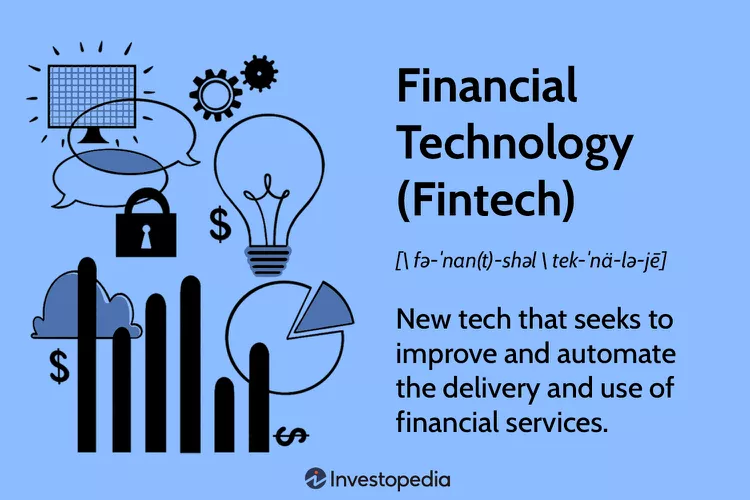 Financial
Technology
(Fintech)
[\ fə-ˈnan(t)-shəl \ tek-ˈnä-lə-jē]
New tech that seeks to
improve and automate
the delivery and use of
financial services.
$
$
$
Investopedia